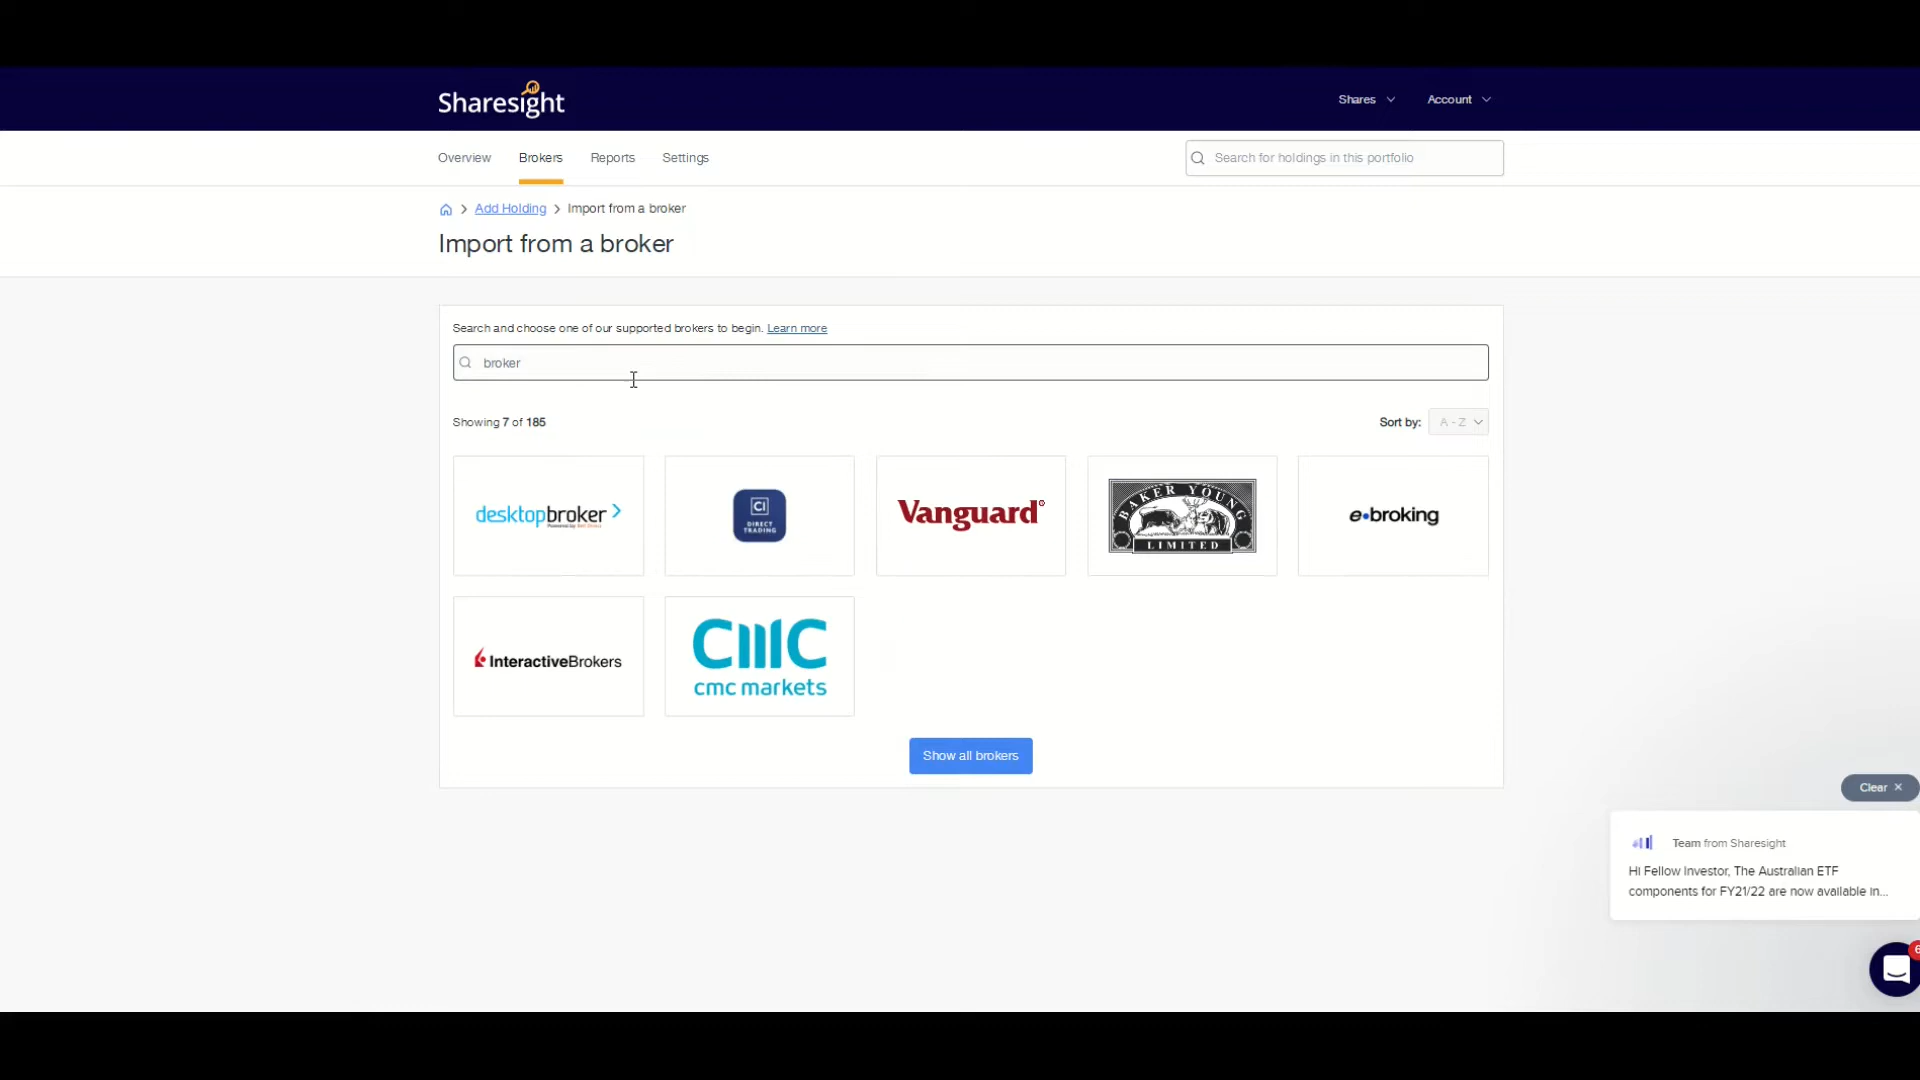 Sharesight
Shares
Account
Overview
Brokers
Reports
Settings
Search for holdings in this portfolio
Add Holding
Import from a broker
Import from a broker
Search and choose one of our supported brokers to begin. Learn more
broker
Showing 7 of 185
Sort by:
A - Z
desktopbroker
CI
DIRECT
TRADING
Vanguard®
BAKER YOUNG
LIMITED
e•broking
InteractiveBrokers
CMC
cmc markets
Show all brokers
Clear ×
Team from Sharesight
Hi Fellow Investor, The Australian ETF
components for FY21/22 are now available in...